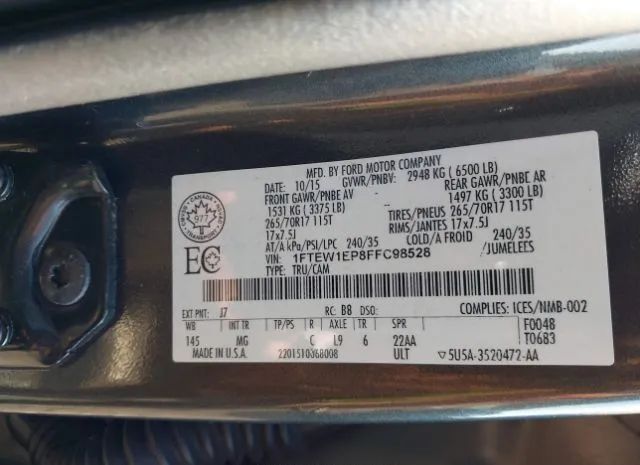 MFD. BY FORD MOTOR COMPANY
10/15 GVWR/PNBV: 2948 KG ( 6500 LB)
FRONT GAWR/PNBE AV REAR GAWR/PNBE AR
1531 KG ( 3375 LB) 1497 KG ( 3300 LB)
265/70R17 115T TIRES/PNEUS 265/70R17 115T
17x7.5J RIMS/JANTES 17x7.5J
AT/A kPa/PSI/LPC 240/35 COLD/A FROID 240/35
VIN: 1FTEW1EP8FFC98528 /JUMELEES
TYPE: TRU/CAM
CANADA
977
TRANSPORT
EC
EXT PNT: J7 RC: B8 DSO: COMPLIES: ICES/NMB-002
WB INT TR TP/PS R AXLE TR SPR F0048
145 MG C L9 6 22AA T0683
MADE IN U.S.A. 2201510368008 ULT 5U5A-3520472-AA